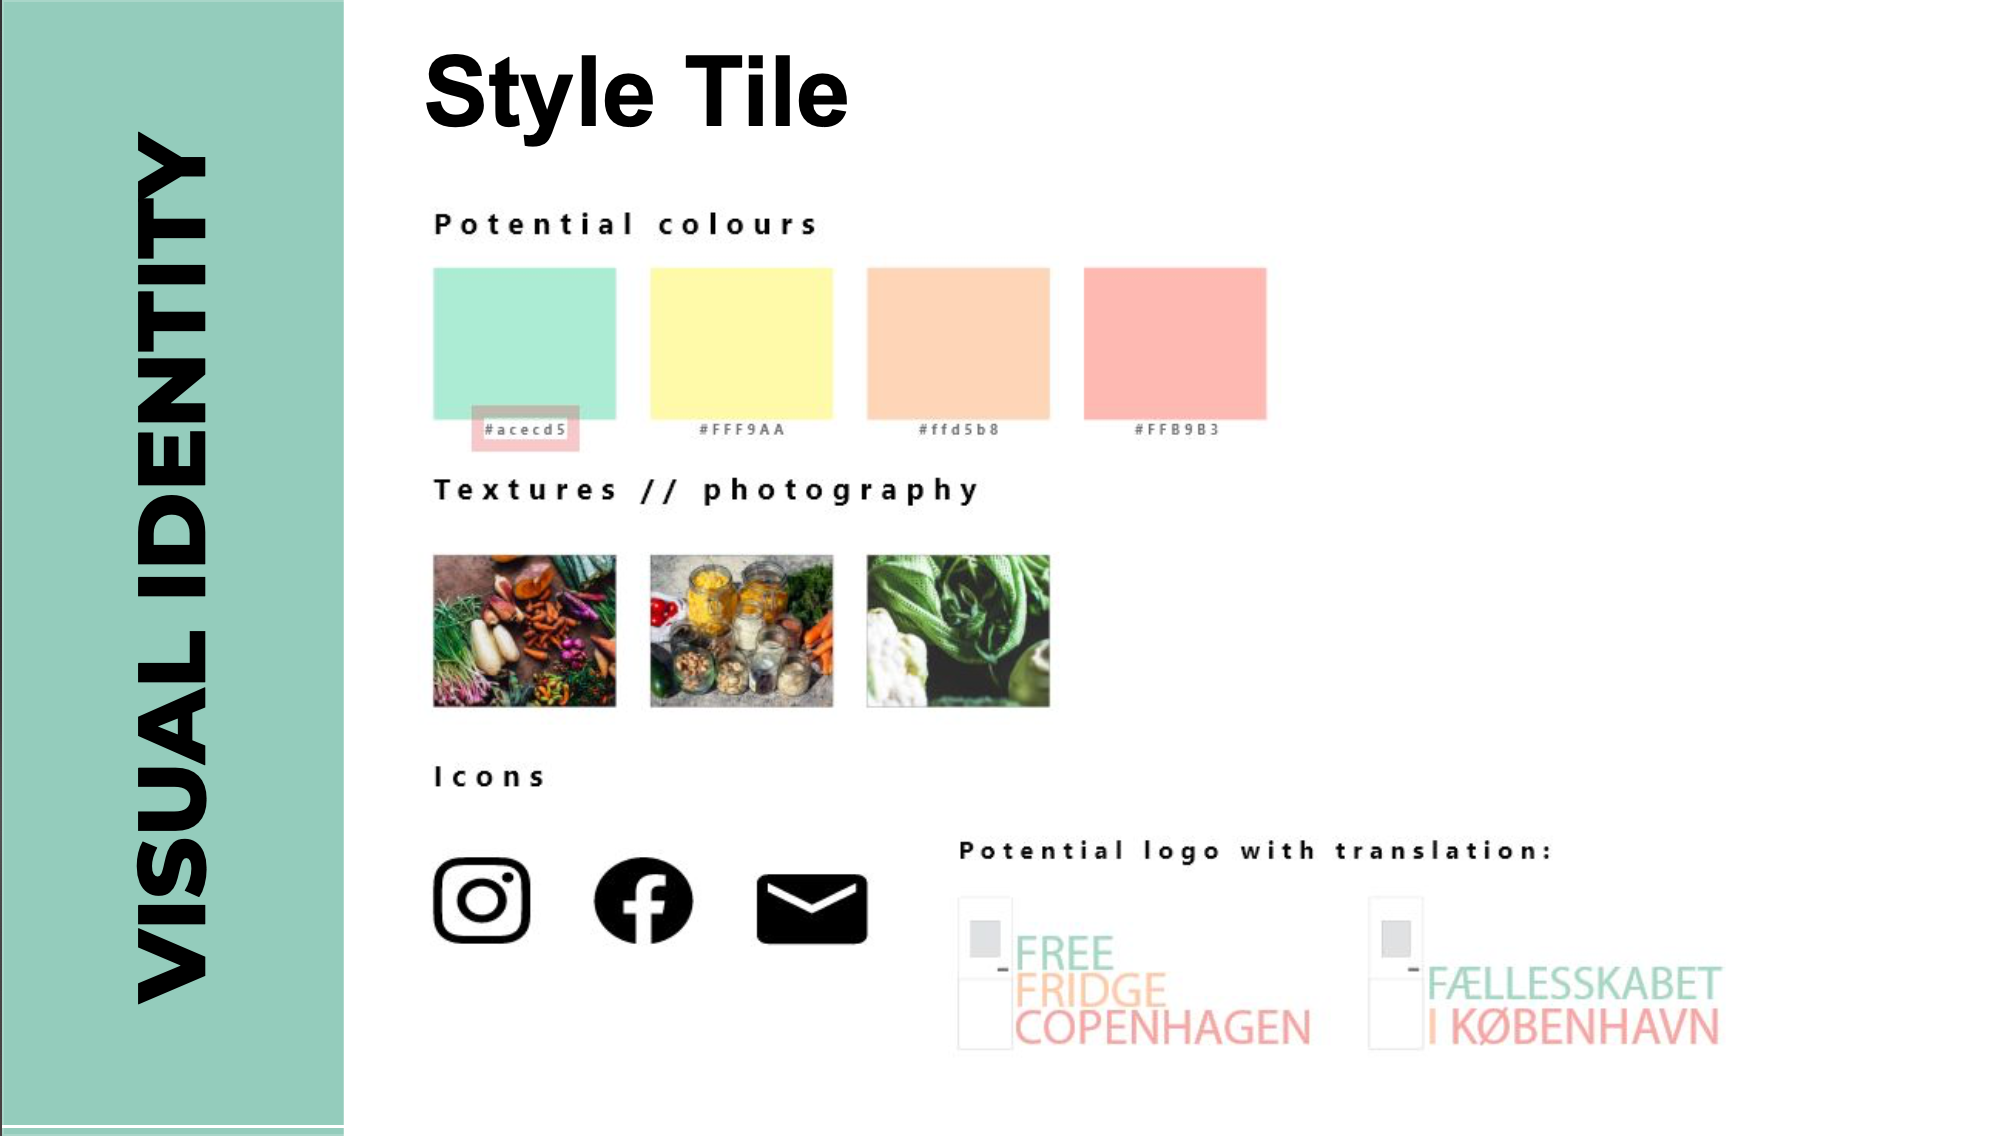 VISUAL IDENTITY
Style Tile
Potential colours
#acecd5 #FFF9AA #ffd5b8 #FFB9B3
Textures // photography
Icons
Potential logo with translation:
FREE
FRIDGE
COPENHAGEN
FÆLLESSKABET
I KØBENHAVN